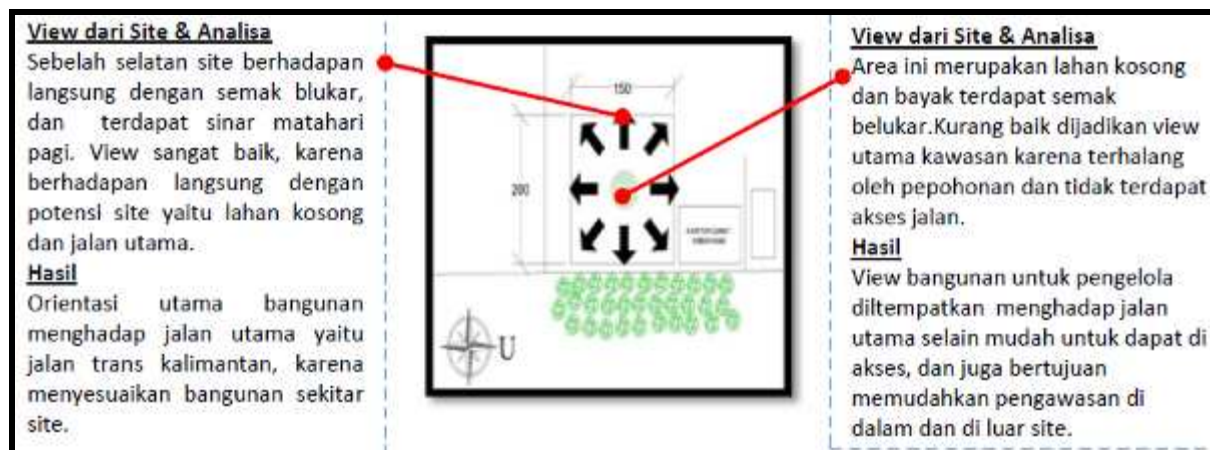 View dari Site & Analisa
Sebelah selatan site berhadapan
langsung dengan semak blukar,
dan terdapat sinar matahari
pagi. View sangat baik, karena
berhadapan langsung dengan
potensi site yaitu lahan kosong
dan jalan utama.
Hasil
Orientasi utama bangunan
menghadap jalan utama yaitu
jalan trans kalimantan, karena
menyesuaikan bangunan sekitar
site.
150
200
U
View dari Site & Analisa
Area ini merupakan lahan kosong
dan bayak terdapat semak
belukar.Kurang baik dijadikan view
utama kawasan karena terhalang
oleh pepohonan dan tidak terdapat
akses jalan.
Hasil
View bangunan untuk pengelola
diltempatkan menghadap jalan
utama selain mudah untuk dapat di
akses, dan juga bertujuan
memudahkan pengawasan di
dalam dan di luar site.